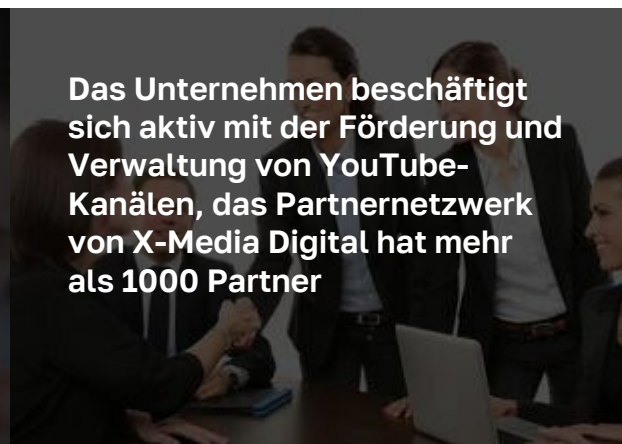 Das Unternehmen beschäftigt
sich aktiv mit der Förderung und
Verwaltung von YouTube-
Kanälen, das Partnernetzwerk
von X-Media Digital hat mehr
als 1000 Partner